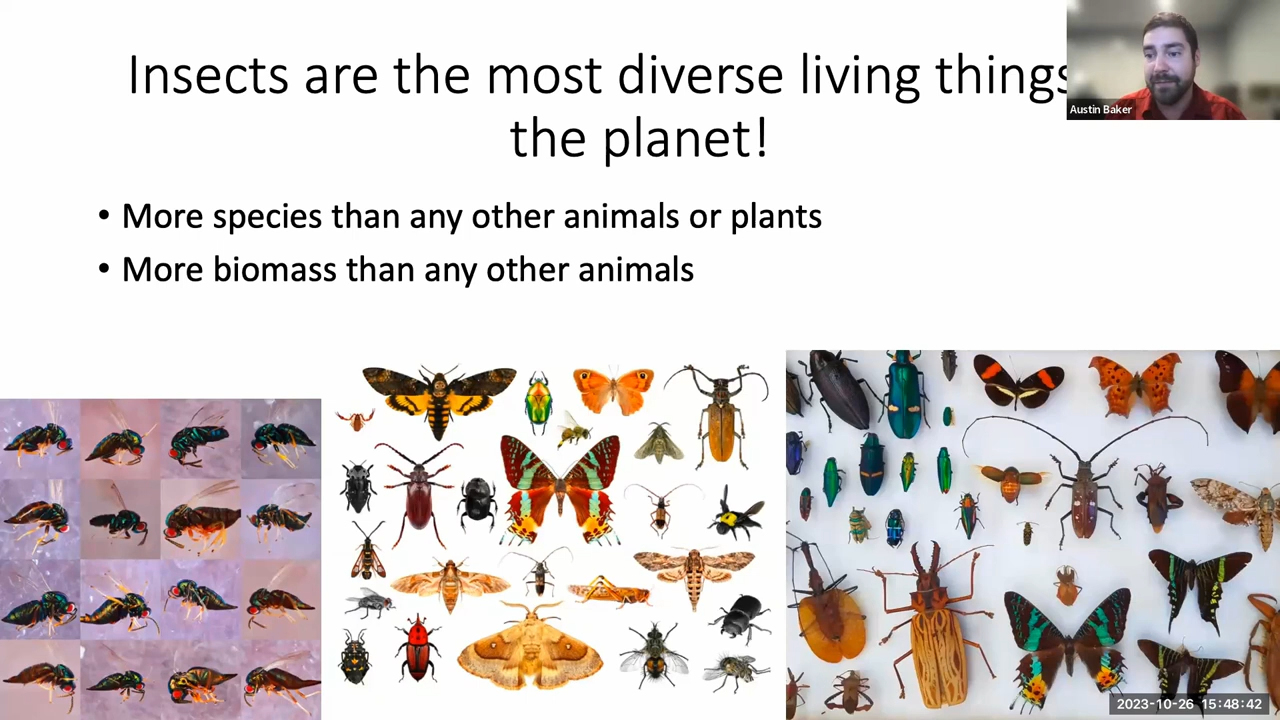 Insects are the most diverse living things
the planet!
• More species than any other animals or plants
• More biomass than any other animals
Austin Baker
2023-10-26 15:48:42